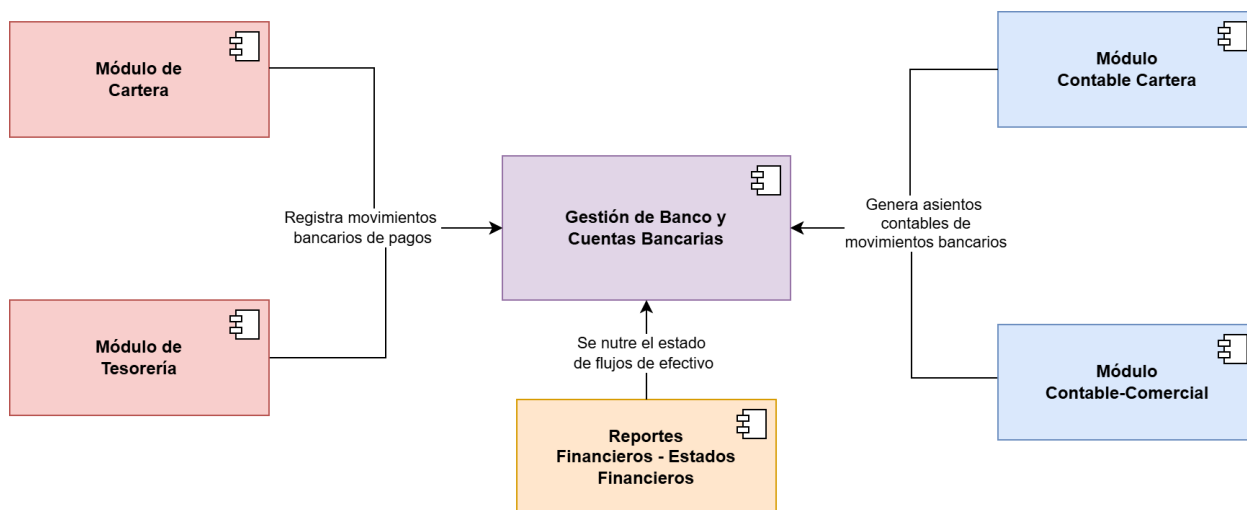 Módulo de
Cartera
Módulo
Contable Cartera
Registra movimientos
bancarios de pagos
Gestión de Banco y
Cuentas Bancarias
Genera asientos
contables de
movimientos bancarios
Módulo de
Tesorería
Se nutre el estado
de flujos de efectivo
Módulo
Contable-Comercial
Reportes
Financieros - Estados
Financieros